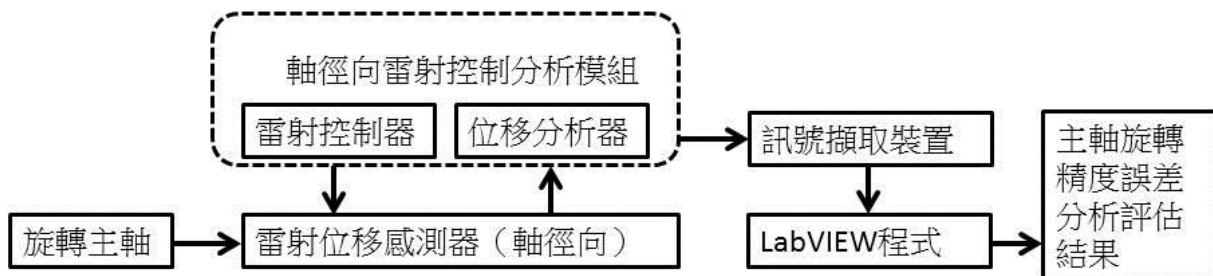 軸徑向雷射控制分析模組
雷射控制器
位移分析器
訊號擷取裝置
主軸旋轉
精度誤差
分析評估
結果
旋轉主軸
雷射位移感測器（軸徑向）
LabVIEW程式